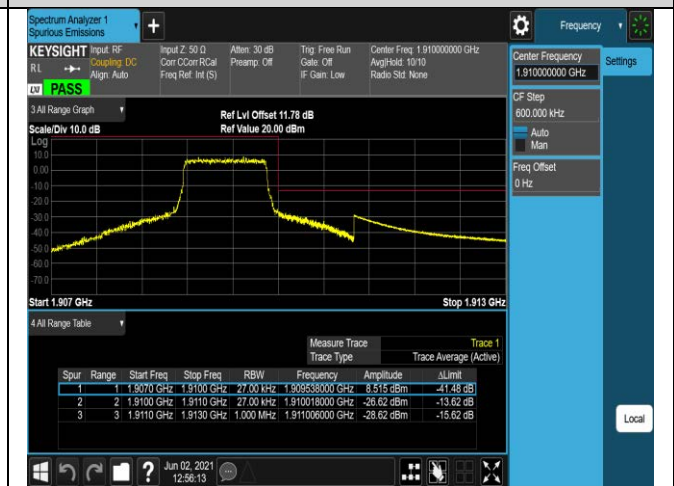 Spectrum Analyzer 1
Spurious Emissions
+
Frequency
KEYSIGHT Input: RF Input Z: 50 Ω Atten: 30 dB Trig: Free Run Center Freq: 1.910000000 GHz
RL Coupling: DC Corr CCorr RCal Preamp: Off Gate: Off Avg|Hold: 10/10
Align: Auto Freq Ref: Int (S) IF Gain: Low Radio Std: None
LXI PASS
Center Frequency
1.910000000 GHz
Settings
CF Step
600.000 kHz
Auto
Man
Freq Offset
0 Hz
3 All Range Graph
Ref Lvl Offset 11.78 dB
Scale/Div 10.0 dB Ref Value 20.00 dBm
Log
10.0
0.00
-10.0
-20.0
-30.0
-40.0
-50.0
-60.0
-70.0
Start 1.907 GHz Stop 1.913 GHz
4 All Range Table
Measure Trace Trace 1
Trace Type Trace Average (Active)
Spur Range Start Freq Stop Freq RBW Frequency Amplitude ΔLimit
1 1 1.9070 GHz 1.9100 GHz 27.00 kHz 1.909538000 GHz 8.515 dBm -41.48 dB
2 2 1.9100 GHz 1.9110 GHz 27.00 kHz 1.910018000 GHz -26.62 dBm -13.62 dB
3 3 1.9110 GHz 1.9130 GHz 1.000 MHz 1.911006000 GHz -28.62 dBm -15.62 dB
Local
? Jun 02, 2021
12:56:13